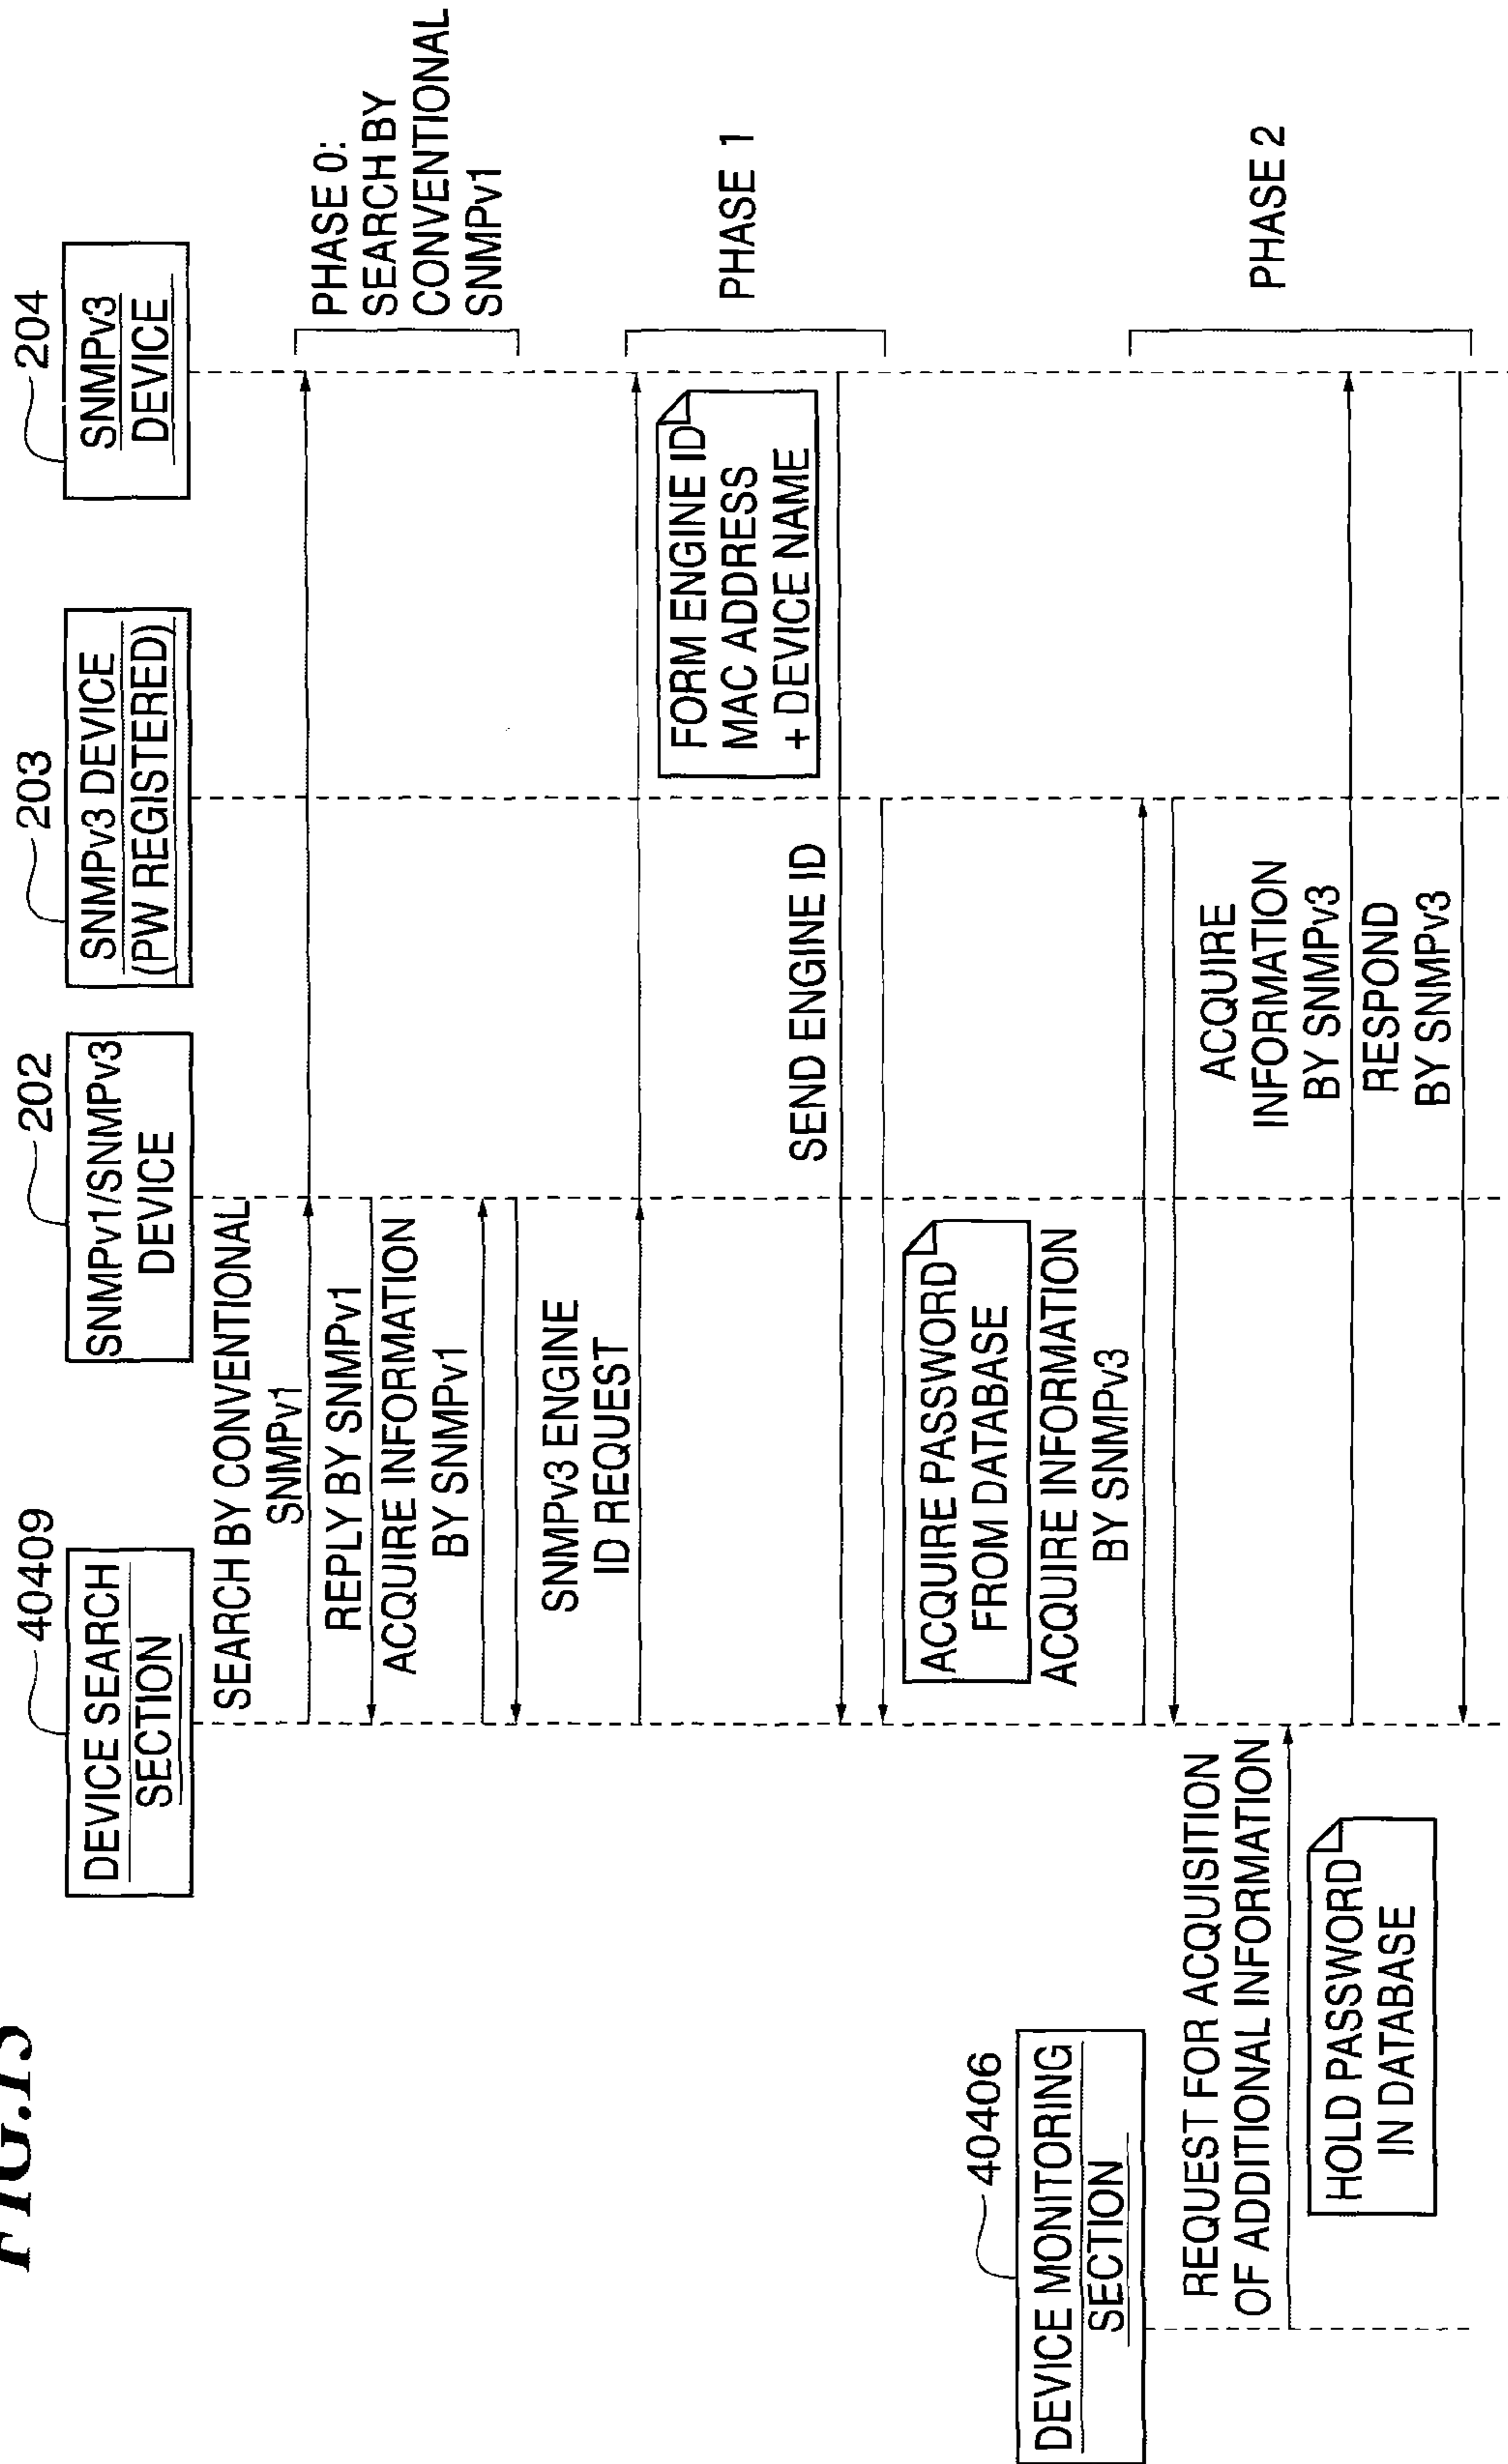 FIG.15
40409
DEVICE SEARCH
SECTION
202
SNMPv1/SNMPv3
DEVICE
203
SNMPv3 DEVICE
(PW REGISTERED)
204
SNMPv3
DEVICE
SEARCH BY CONVENTIONAL
SNMPv1
REPLY BY SNMPv1
ACQUIRE INFORMATION
BY SNMPv1
PHASE 0:
SEARCH BY
CONVENTIONAL
SNMPv1
SNMPv3 ENGINE
ID REQUEST
FORM ENGINE ID
MAC ADDRESS
+ DEVICE NAME
SEND ENGINE ID
PHASE 1
ACQUIRE PASSWORD
FROM DATABASE
ACQUIRE INFORMATION
BY SNMPv3
40406
DEVICE MONITORING
SECTION
REQUEST FOR ACQUISITION
OF ADDITIONAL INFORMATION
HOLD PASSWORD
IN DATABASE
ACQUIRE
INFORMATION
BY SNMPv3
RESPOND
BY SNMPv3
PHASE 2